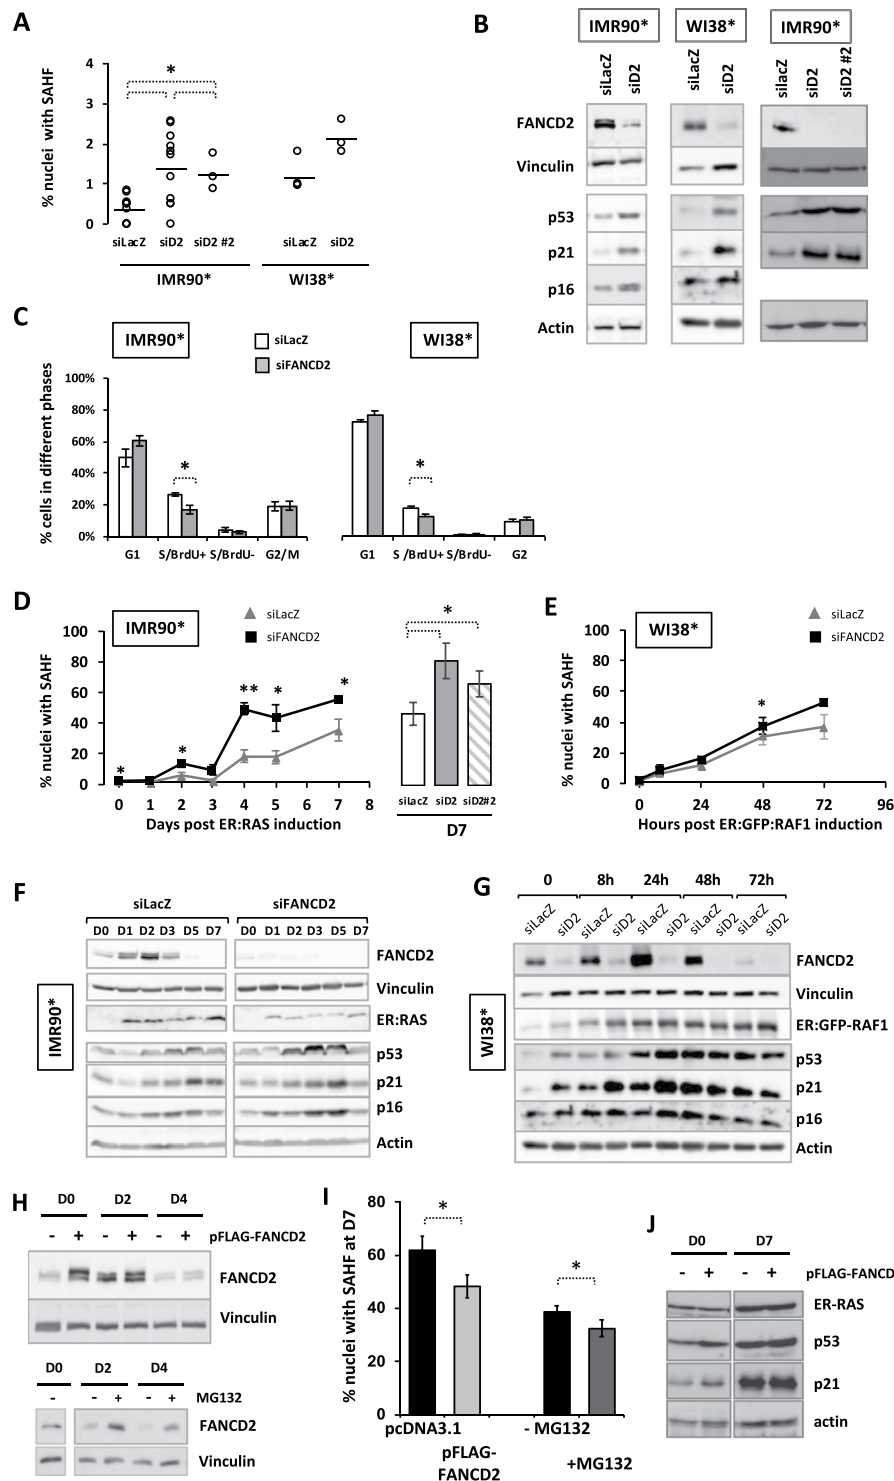 A
% nuclei with SAHF
4
3
2
1
0
*
siLacZ siD2 siD2 #2 siLacZ siD2
IMR90* WI38*
B
IMR90* WI38* IMR90*
siLacZ siD2 siLacZ siD2 siLacZ siD2 siD2 #2
FANCD2
Vinculin
p53
p21
p16
Actin
C
IMR90*
siLacZ
siFANCD2
WI38*
% cells in different phases
100%
80%
60%
40%
20%
0%
* *
G1 S/BrdU+ S/BrdU- G2/M G1 S /BrdU+ S/BrdU- G2
D
IMR90*
siLacZ
siFANCD2
% nuclei with SAHF
100
80
60
40
20
0
* * ** * *
0 1 2 3 4 5 6 7 8
Days post ER:RAS induction
*
siLacZ siD2 siD2#2
D7
E
WI38*
siLacZ
siFANCD2
% nuclei with SAHF
100
80
60
40
20
0
*
0 24 48 72 96
Hours post ER:GFP:RAF1 induction
F
siLacZ siFANCD2
D0 D1 D2 D3 D5 D7 D0 D1 D2 D3 D5 D7
IMR90*
FANCD2
Vinculin
ER:RAS
p53
p21
p16
Actin
G
0 8h 24h 48h 72h
siLacZ siD2 siLacZ siD2 siLacZ siD2 siLacZ siD2 siLacZ siD2
WI38*
FANCD2
Vinculin
ER:GFP-RAF1
p53
p21
p16
Actin
H
D0 D2 D4
- + - + - + pFLAG-FANCD2
FANCD2
Vinculin
D0 D2 D4
- - + - + MG132
FANCD2
Vinculin
I
% nuclei with SAHF at D7
80
60
40
20
0
* *
pcDNA3.1 - MG132
pFLAG-
FANCD2
+MG132
J
D0 D7
- + - + pFLAG-FANCD
ER-RAS
p53
p21
actin